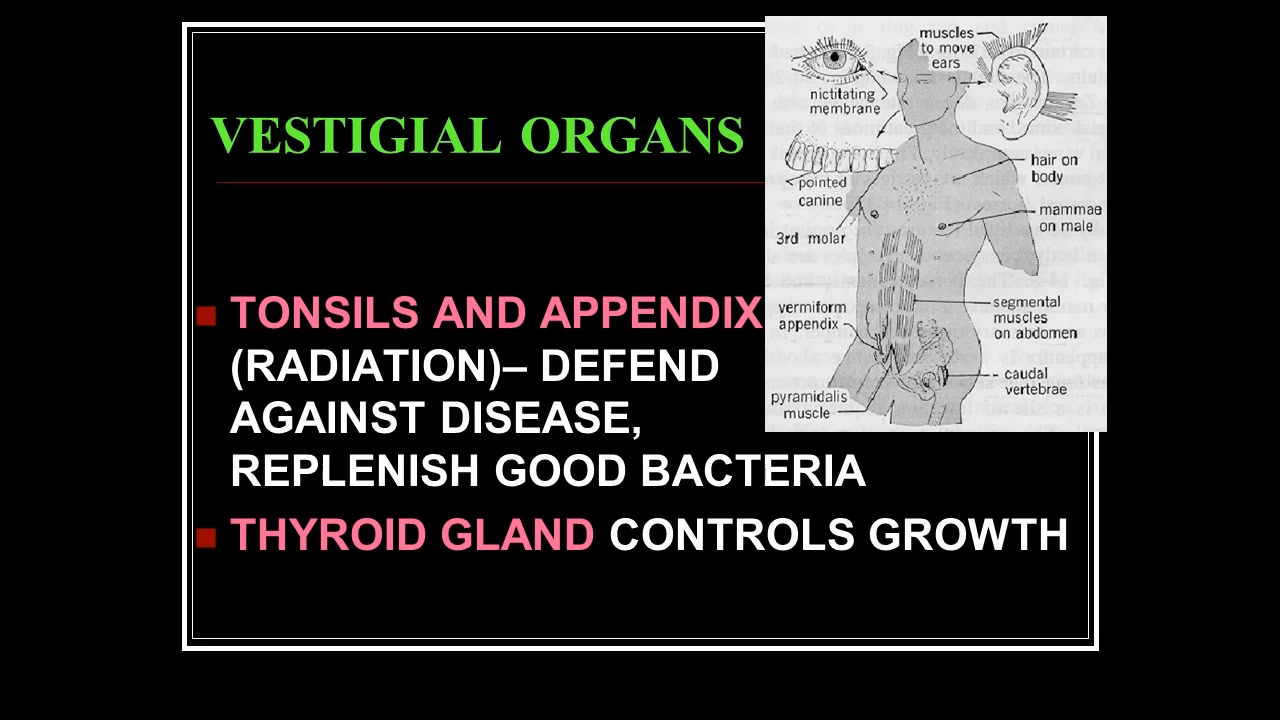 VESTIGIAL ORGANS
TONSILS AND APPENDIX
(RADIATION)– DEFEND
AGAINST DISEASE,
REPLENISH GOOD BACTERIA
THYROID GLAND CONTROLS GROWTH
muscles
to move
ears
nictitating
membrane
pointed
canine
3rd molar
hair on
body
mammae
on male
vermiform
appendix
segmental
muscles
on abdomen
caudal
vertebrae
pyramidalis
muscle